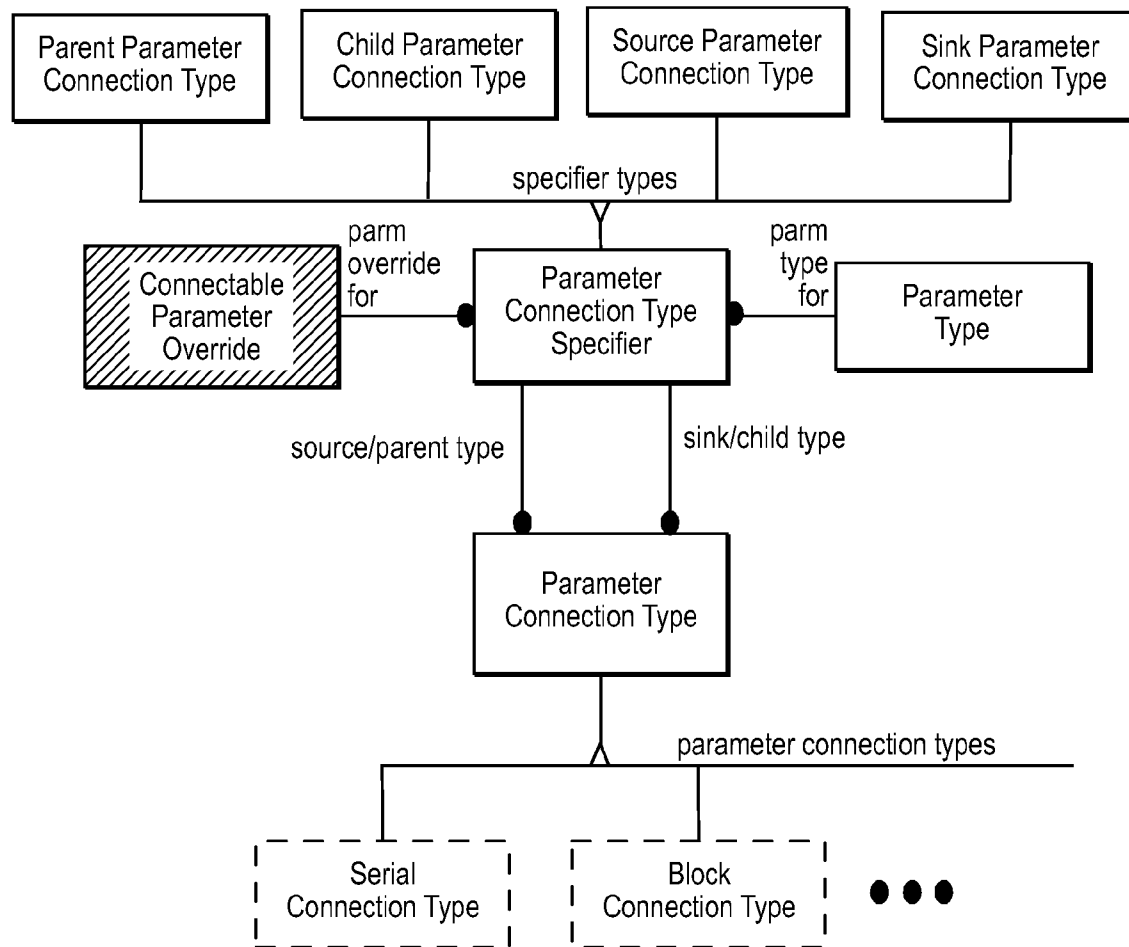 Parent Parameter
Connection Type
Child Parameter
Connection Type
Source Parameter
Connection Type
Sink Parameter
Connection Type
specifier types
parm
override
for
parm
type
for
Connectable
Parameter
Override
Parameter
Connection Type
Specifier
Parameter
Type
source/parent type
sink/child type
Parameter
Connection Type
parameter connection types
Serial
Connection Type
Block
Connection Type